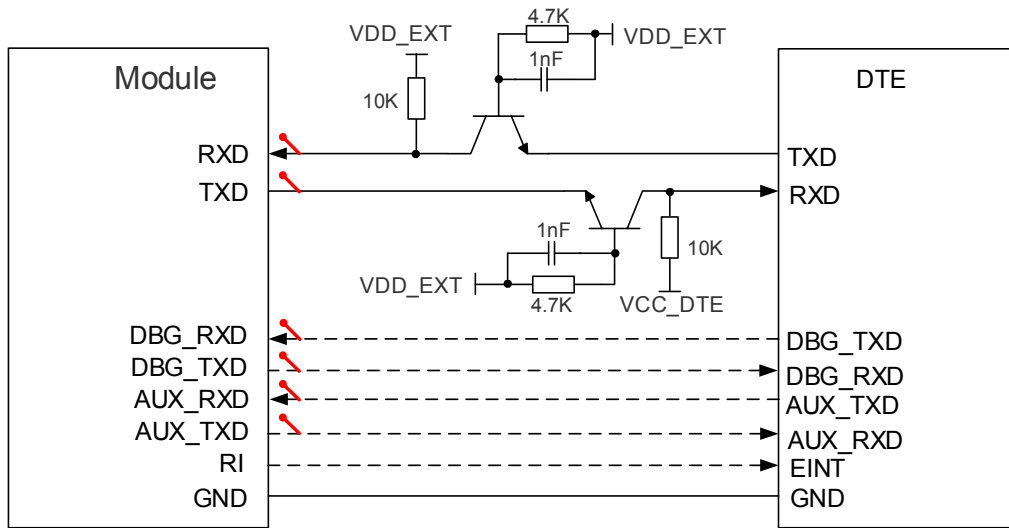 4.7K
VDD_EXT
VDD_EXT
1nF
Module
DTE
10K
RXD
TXD
TXD
RXD
1nF
10K
VDD_EXT
4.7K
VCC_DTE
DBG_RXD
DBG_TXD
DBG_TXD
DBG_RXD
AUX_RXD
AUX_TXD
AUX_TXD
AUX_RXD
RI
EINT
GND
GND